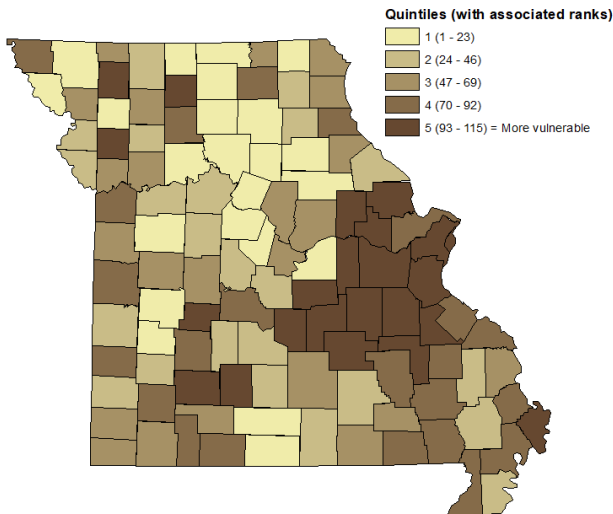 Quintiles (with associated ranks)
1 (1 - 23)
2 (24 - 46)
3 (47 - 69)
4 (70 - 92)
5 (93 - 115) = More vulnerable